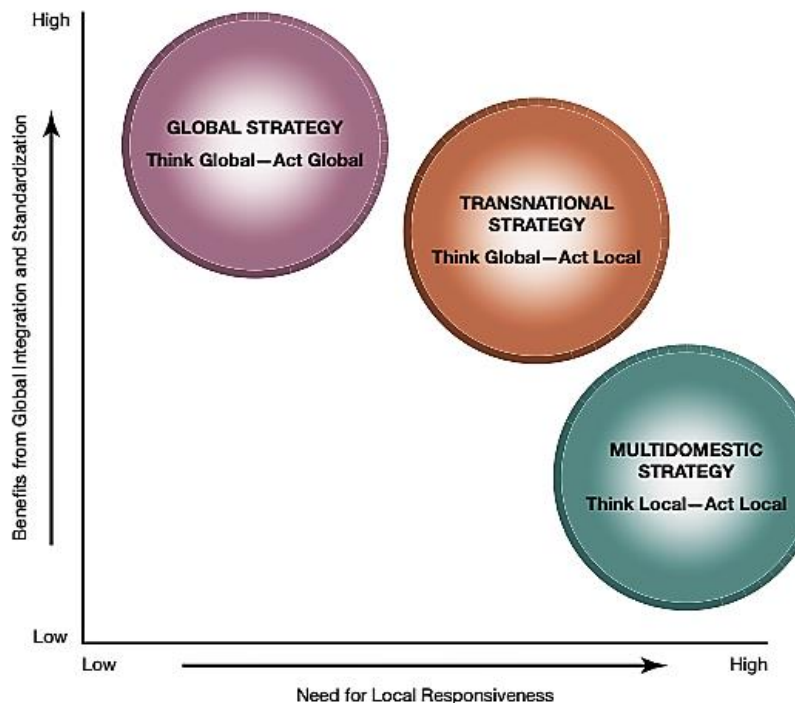 High
GLOBAL STRATEGY
Think Global—Act Global
TRANSNATIONAL
STRATEGY
Think Global—Act Local
MULTIDOMESTIC
STRATEGY
Think Local—Act Local
Benefits from Global Integration and Standardization
Low
Low
High
Need for Local Responsiveness